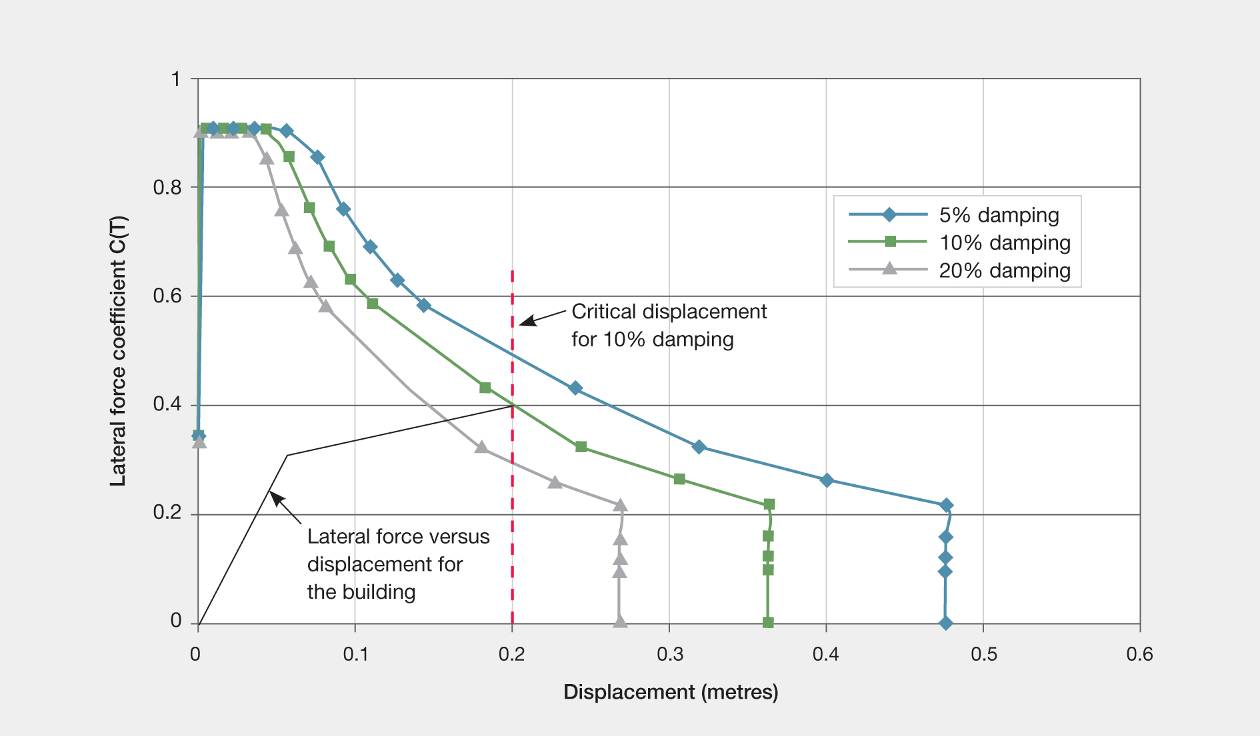 1
0.8
0.6
0.4
0.2
0
Lateral force coefficient C(T)
5% damping
10% damping
20% damping
Critical displacement
for 10% damping
Lateral force versus
displacement for
the building
0 0.1 0.2 0.3 0.4 0.5 0.6
Displacement (metres)